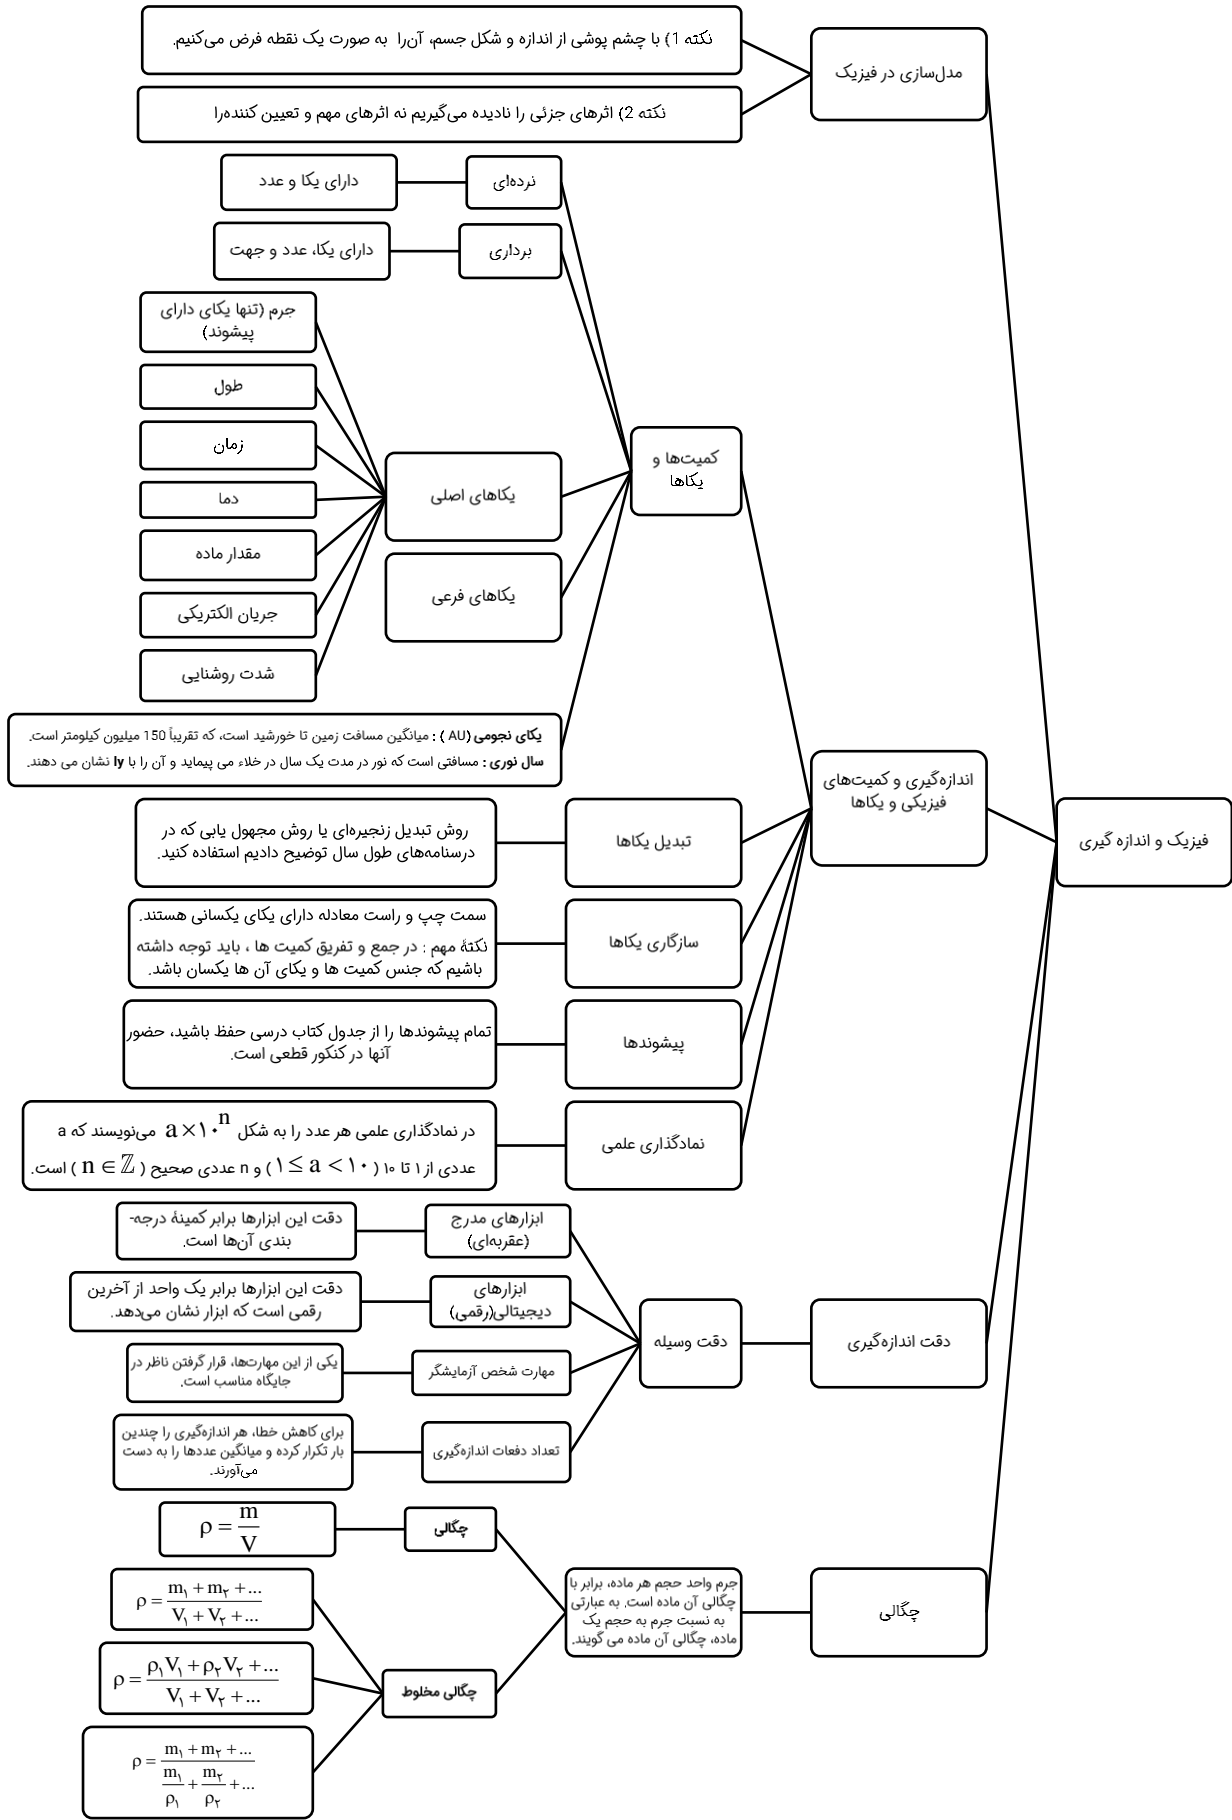 فیزیک و اندازه گیری
مدل‌سازی در فیزیک
نکته 1) با چشم پوشی از اندازه و شکل جسم، آن‌را به صورت یک نقطه فرض می‌کنیم.
نکته 2) اثرهای جزئی را نادیده می‌گیریم نه اثرهای مهم و تعیین کننده‌را
اندازه‌گیری و کمیت‌های
فیزیکی و یکاها
کمیت‌ها و
یکاها
نرده‌ای
دارای یکا و عدد
برداری
دارای یکا، عدد و جهت
یکاهای اصلی
جرم (تنها یکای دارای
پیشوند)
طول
زمان
دما
مقدار ماده
جریان الکتریکی
شدت روشنایی
یکاهای فرعی
یکای نجومی (AU) : میانگین مسافت زمین تا خورشید است، که تقریباً 150 میلیون کیلومتر است.
سال نوری : مسافتی است که نور در مدت یک سال در خلاء می پیماید و آن را با ly نشان می دهند.
تبدیل یکاها
روش تبدیل زنجیره‌ای یا روش مجهول یابی که در
درسنامه‌های طول سال توضیح دادیم استفاده کنید.
سازگاری یکاها
سمت چپ و راست معادله دارای یکای یکسانی هستند.
نکتهٔ مهم : در جمع و تفریق کمیت ها ، باید توجه داشته
باشیم که جنس کمیت ها و یکای آن ها یکسان باشد.
پیشوندها
تمام پیشوندها را از جدول کتاب درسی حفظ باشید، حضور
آنها در کنکور قطعی است.
نمادگذاری علمی
در نمادگذاری علمی هر عدد را به شکل a×۱۰^n می‌نویسند که a
عددی از ۱ تا ۱۰ (۱ ≤ a < ۱۰) و n عددی صحیح (n ∈ ℤ) است.
دقت اندازه‌گیری
دقت وسیله
ابزارهای مدرج
(عقربه‌ای)
دقت این ابزارها برابر کمینهٔ درجه-
بندی آن‌ها است.
ابزارهای
دیجیتالی(رقمی)
دقت این ابزارها برابر یک واحد از آخرین
رقمی است که ابزار نشان می‌دهد.
مهارت شخص آزمایشگر
یکی از این مهارت‌ها، قرار گرفتن ناظر در
جایگاه مناسب است.
تعداد دفعات اندازه‌گیری
برای کاهش خطا، هر اندازه‌گیری را چندین
بار تکرار کرده و میانگین عددها را به دست
می‌آورند.
چگالی
جرم واحد حجم هر ماده، برابر با
چگالی آن ماده است. به عبارتی
به نسبت جرم به حجم یک
ماده، چگالی آن ماده می گویند.
چگالی
ρ = m/V
چگالی مخلوط
ρ = (m₁ + m₂ + ...)/(V₁ + V₂ + ...)
ρ = (ρ₁V₁ + ρ₂V₂ + ...)/(V₁ + V₂ + ...)
ρ = (m₁ + m₂ + ...)/(m₁/ρ₁ + m₂/ρ₂ + ...)